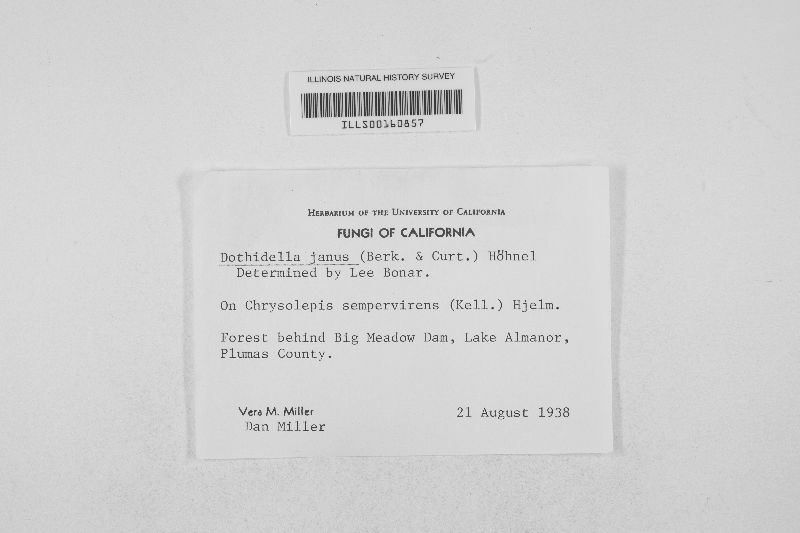 ILLINOIS NATURAL HISTORY SURVEY
ILLS00160857
HERBARIUM OF THE UNIVERSITY OF CALIFORNIA
FUNGI OF CALIFORNIA
Dothidella janus (Berk. & Curt.) Höhnel
Determined by Lee Bonar.
On Chrysolepis sempervirens (Kell.) Hjelm.
Forest behind Big Meadow Dam, Lake Almanor,
Plumas County.
Vera M. Miller
Dan Miller
21 August 1938